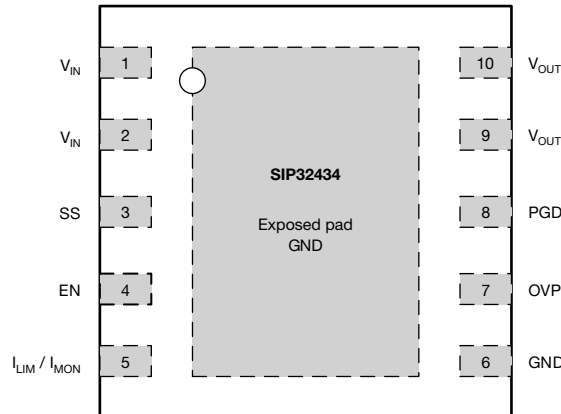 V_IN 1 10 V_OUT
V_IN 2 9 V_OUT
SIP32434
SS 3 8 PGD
Exposed pad
GND
EN 4 7 OVP
I_LIM / I_MON 5 6 GND